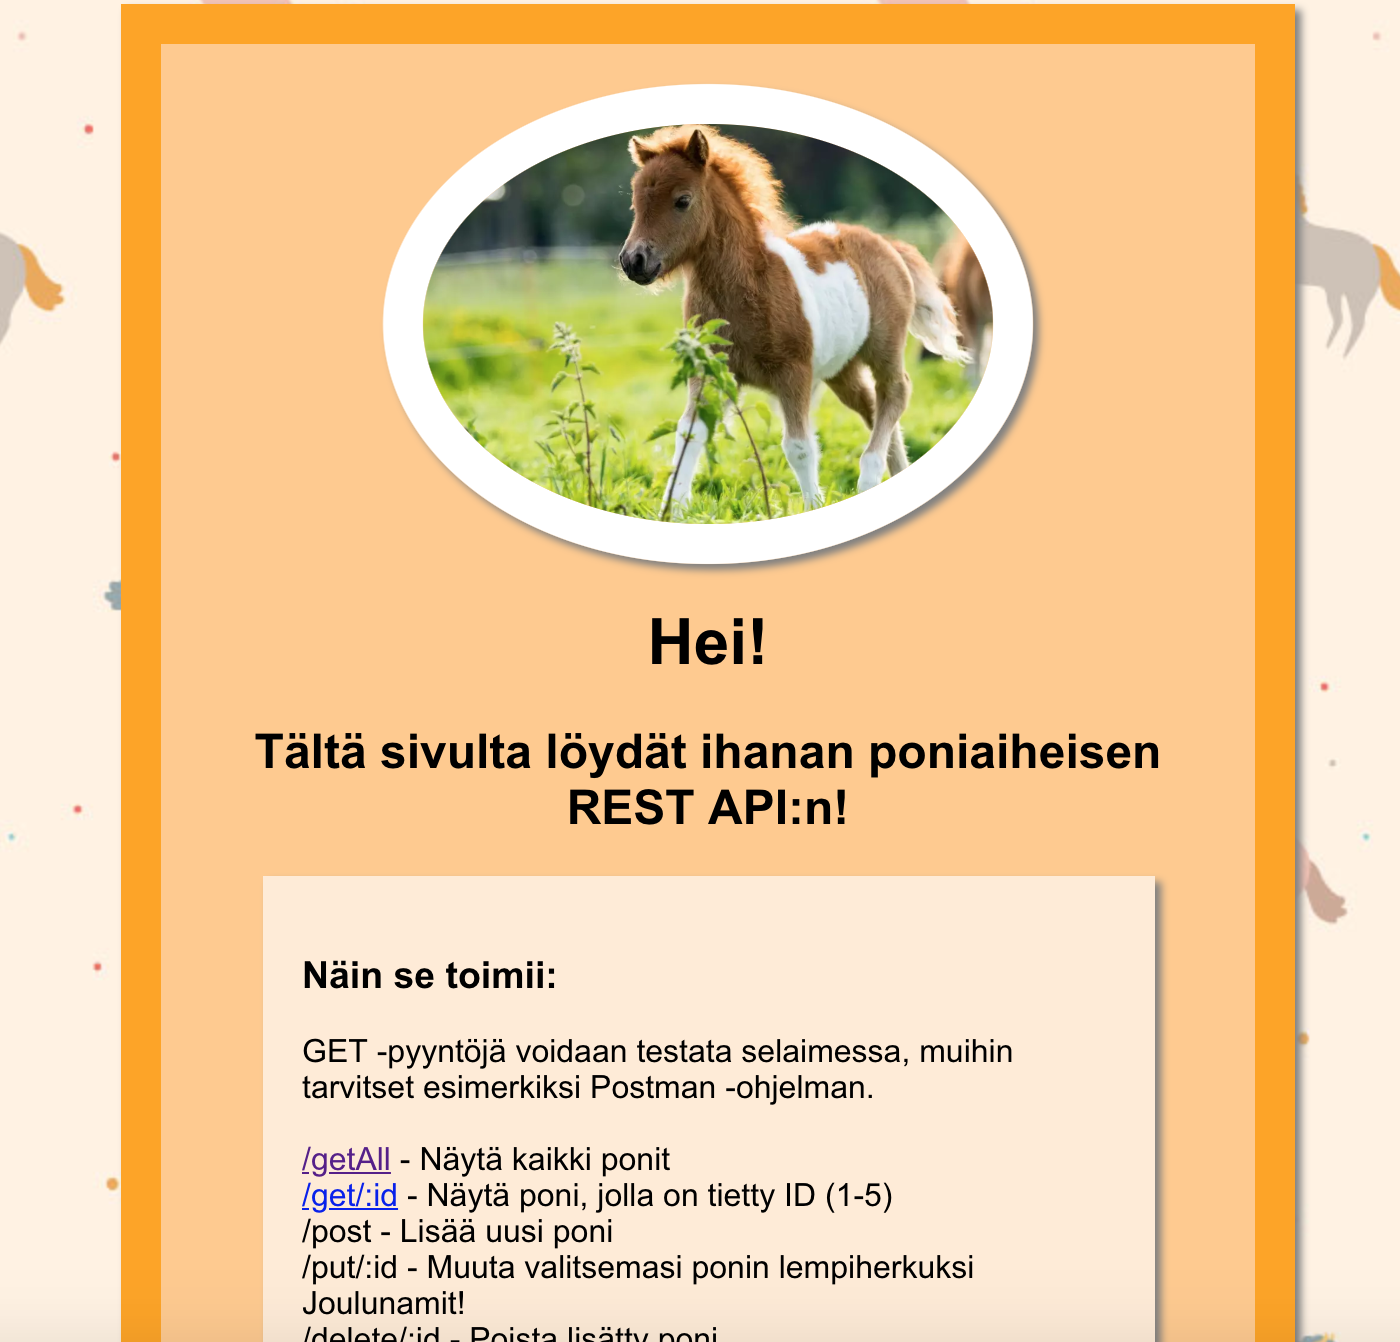 Hei!
Tältä sivulta löydät ihanan poniaiheisen
REST API:n!
Näin se toimii:
GET -pyyntöjä voidaan testata selaimessa, muihin
tarvitset esimerkiksi Postman -ohjelman.
/getAll - Näytä kaikki ponit
/get/:id - Näytä poni, jolla on tietty ID (1-5)
/post - Lisää uusi poni
/put/:id - Muuta valitsemasi ponin lempiherkuksi
Joulunamit!
/delete/:id - Poista lisätty poni